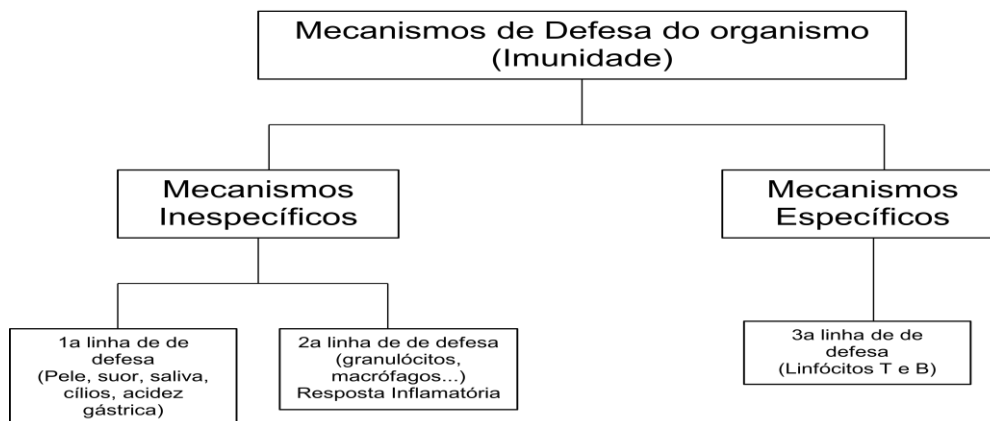 Mecanismos de Defesa do organismo
(Imunidade)
Mecanismos
Inespecíficos
Mecanismos
Específicos
1a linha de de
defesa
(Pele, suor, saliva,
cílios, acidez
gástrica)
2a linha de de defesa
(granulócitos,
macrófagos...)
Resposta Inflamatória
3a linha de de
defesa
(Linfócitos T e B)